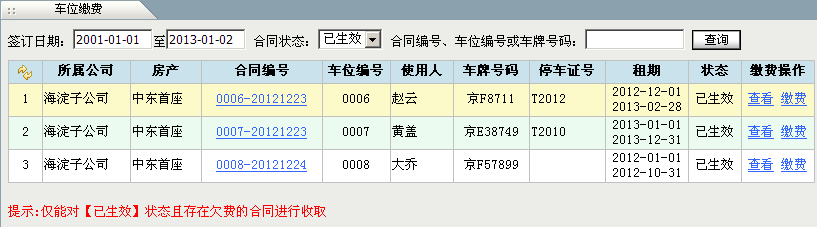 车位缴费
签订日期: 2001-01-01 至 2013-01-02 合同状态: 已生效 合同编号、车位编号或车牌号码: 查询
所属公司 房产 合同编号 车位编号 使用人 车牌号码 停车证号 租期 状态 缴费操作
1 海淀子公司 中东首座 0006-20121223 0006 赵云 京F8711 T2012 2012-12-01 2013-02-28 已生效 查看 缴费
2 海淀子公司 中东首座 0007-20121223 0007 黄盖 京E38749 T2010 2013-01-01 2013-12-31 已生效 查看 缴费
3 海淀子公司 中东首座 0008-20121224 0008 大乔 京F57899 2012-01-01 2012-10-31 已生效 查看 缴费
提示:仅能对【已生效】状态且存在欠费的合同进行收取